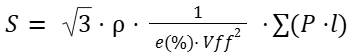 S = √3 · ρ · 1 / e(%) · Vff² · ∑(P · l)